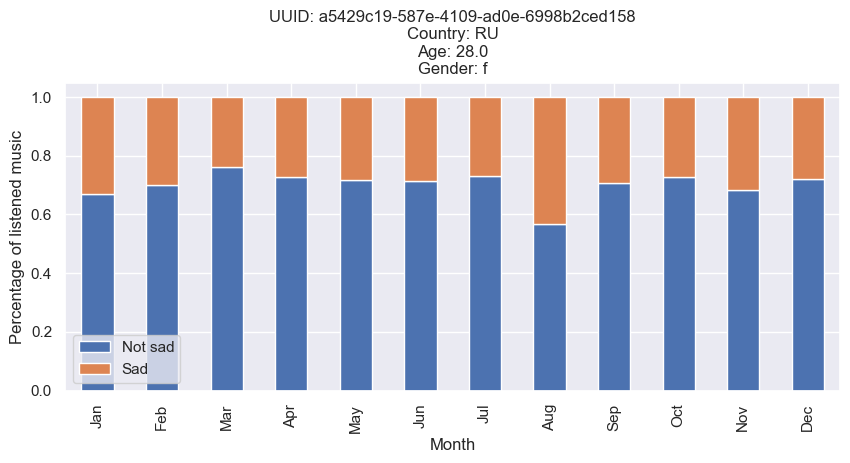 UUID: a5429c19-587e-4109-ad0e-6998b2ced158
Country: RU
Age: 28.0
Gender: f
Percentage of listened music
1.0
0.8
0.6
0.4
0.2
0.0
Not sad
Sad
Jan
Feb
Mar
Apr
May
Jun
Jul
Aug
Sep
Oct
Nov
Dec
Month